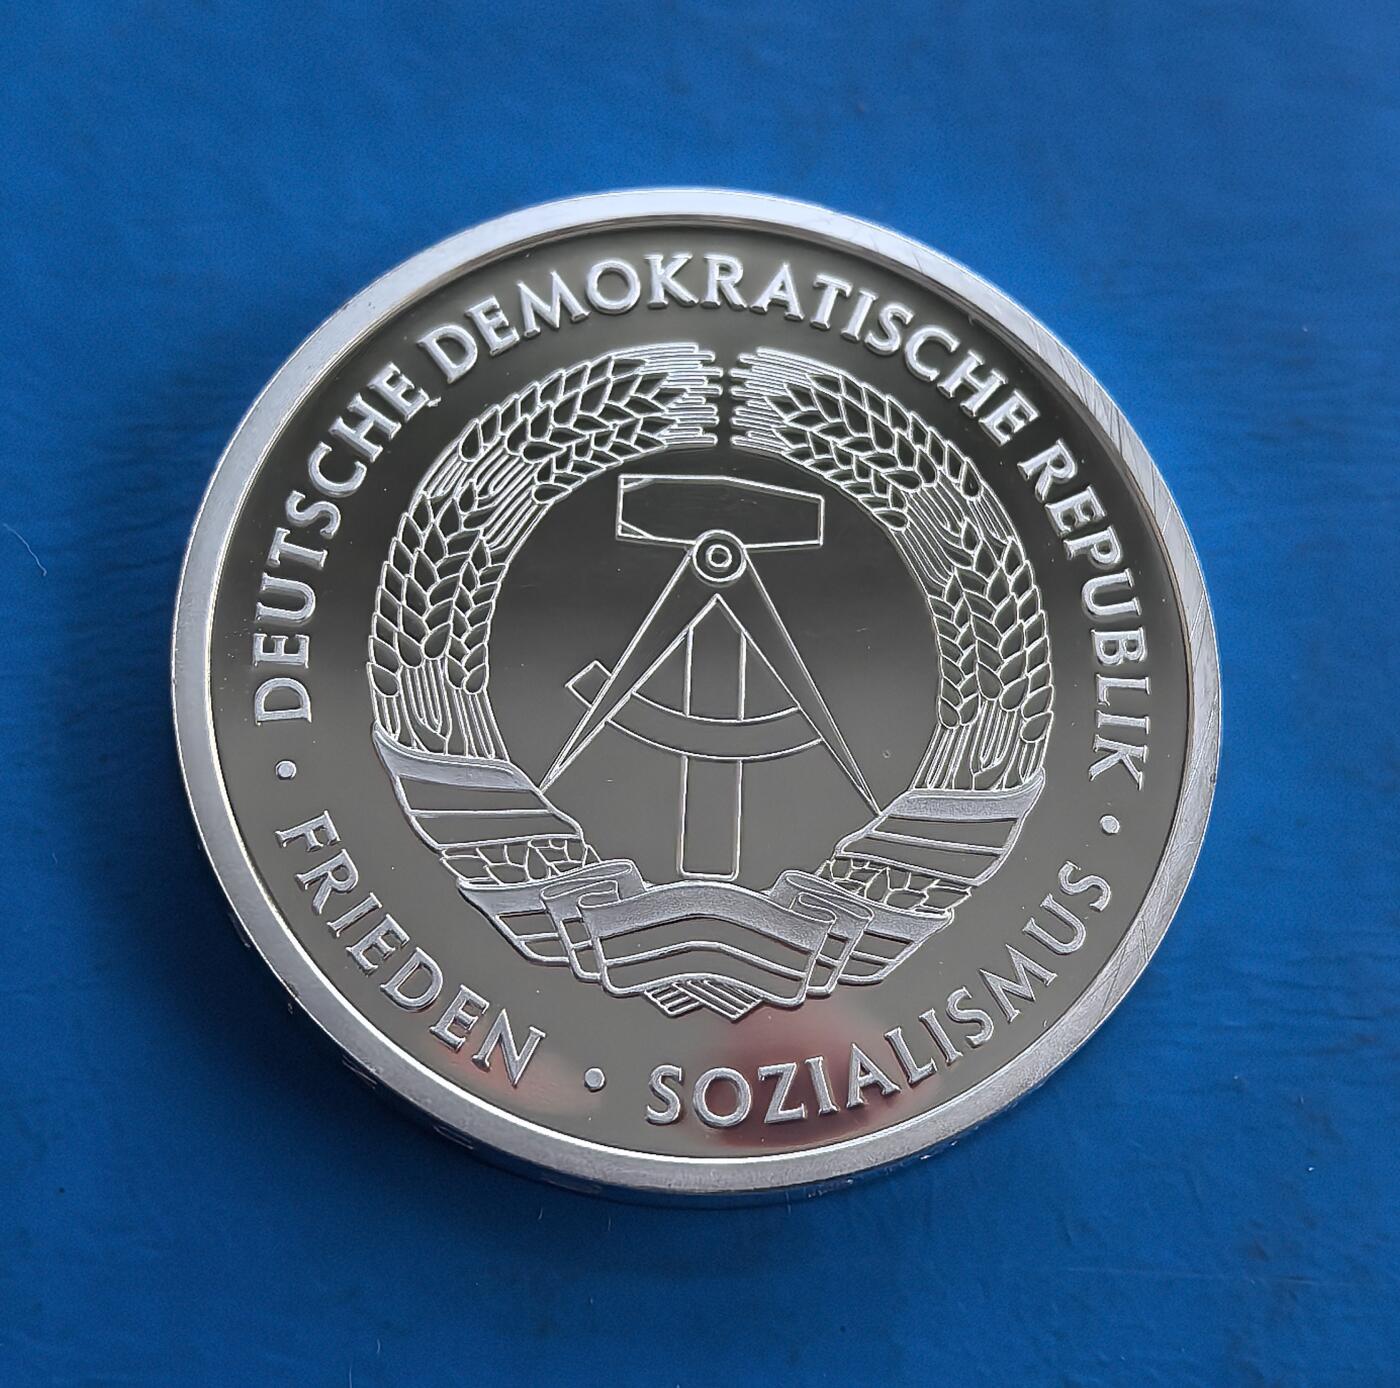 DEUTSCHE DEMOKRATISCHE REPUBLIK
· FRIEDEN · SOZIALISMUS ·